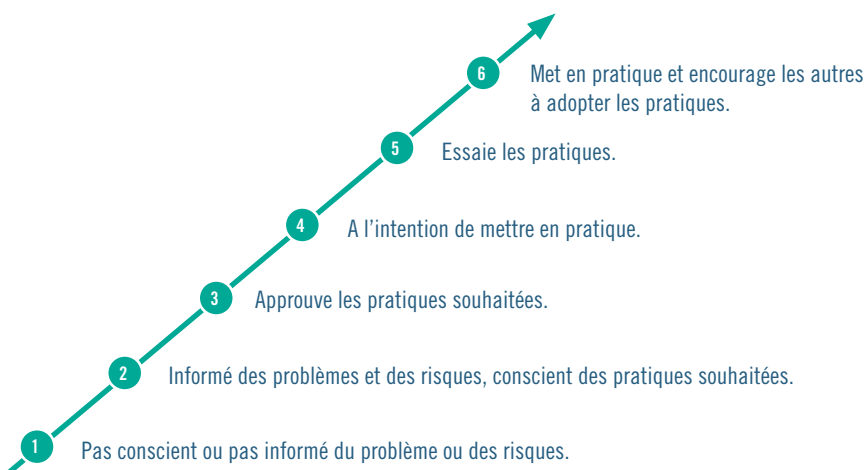 6 Met en pratique et encourage les autres
à adopter les pratiques.
5 Essaie les pratiques.
4 A l’intention de mettre en pratique.
3 Approuve les pratiques souhaitées.
2 Informé des problèmes et des risques, conscient des pratiques souhaitées.
1 Pas conscient ou pas informé du problème ou des risques.